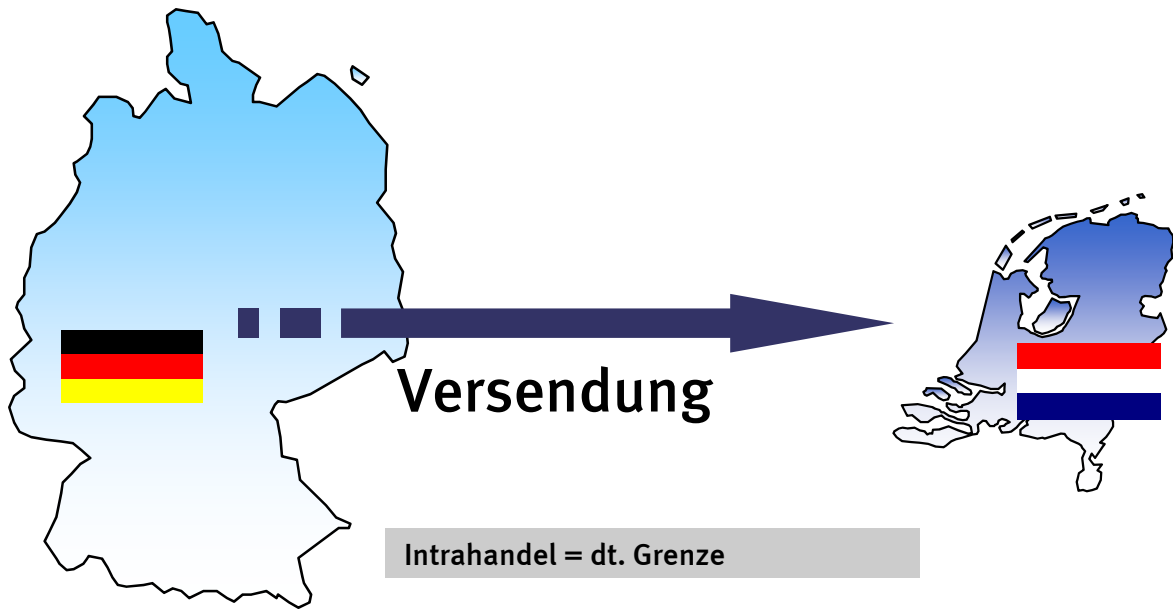 Versendung
Intrahandel = dt. Grenze